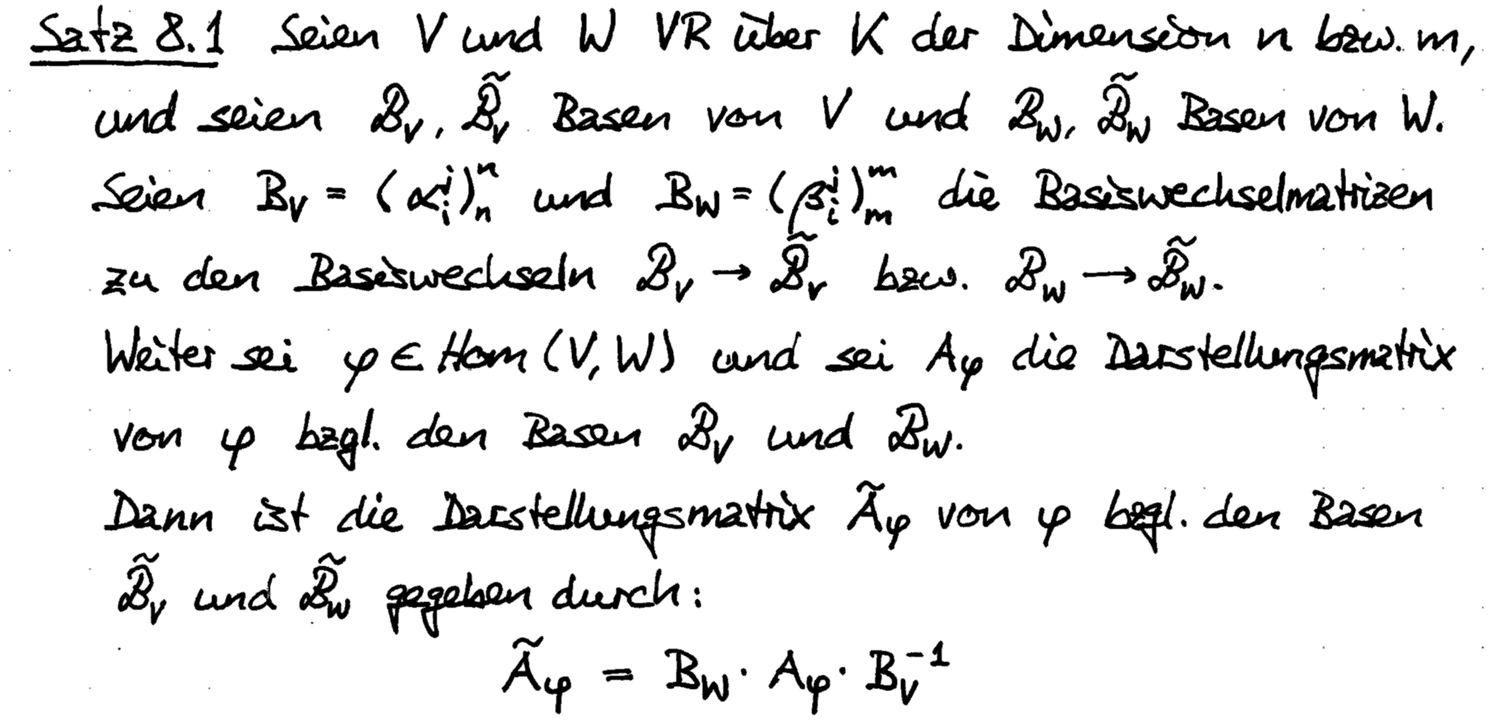 Satz 8.1 Seien V und W VR über K der Dimension n bzw. m,
und seien ℬ_V, ℬ̃_V Basen von V und ℬ_W, ℬ̃_W Basen von W.
Seien B_V = (α_i^j)_n^n und B_W = (β_i^j)_m^m die Basiswechselmatrizen
zu den Basiswechseln ℬ_V → ℬ̃_V bzw. ℬ_W → ℬ̃_W.
Weiter sei φ ∈ Hom (V, W) und sei A_φ die Darstellungsmatrix
von φ bzgl. den Basen ℬ_V und ℬ_W.
Dann ist die Darstellungsmatrix Ã_φ von φ bzgl. den Basen
ℬ̃_V und ℬ̃_W gegeben durch:
Ã_φ = B_W · A_φ · B_V^{-1}